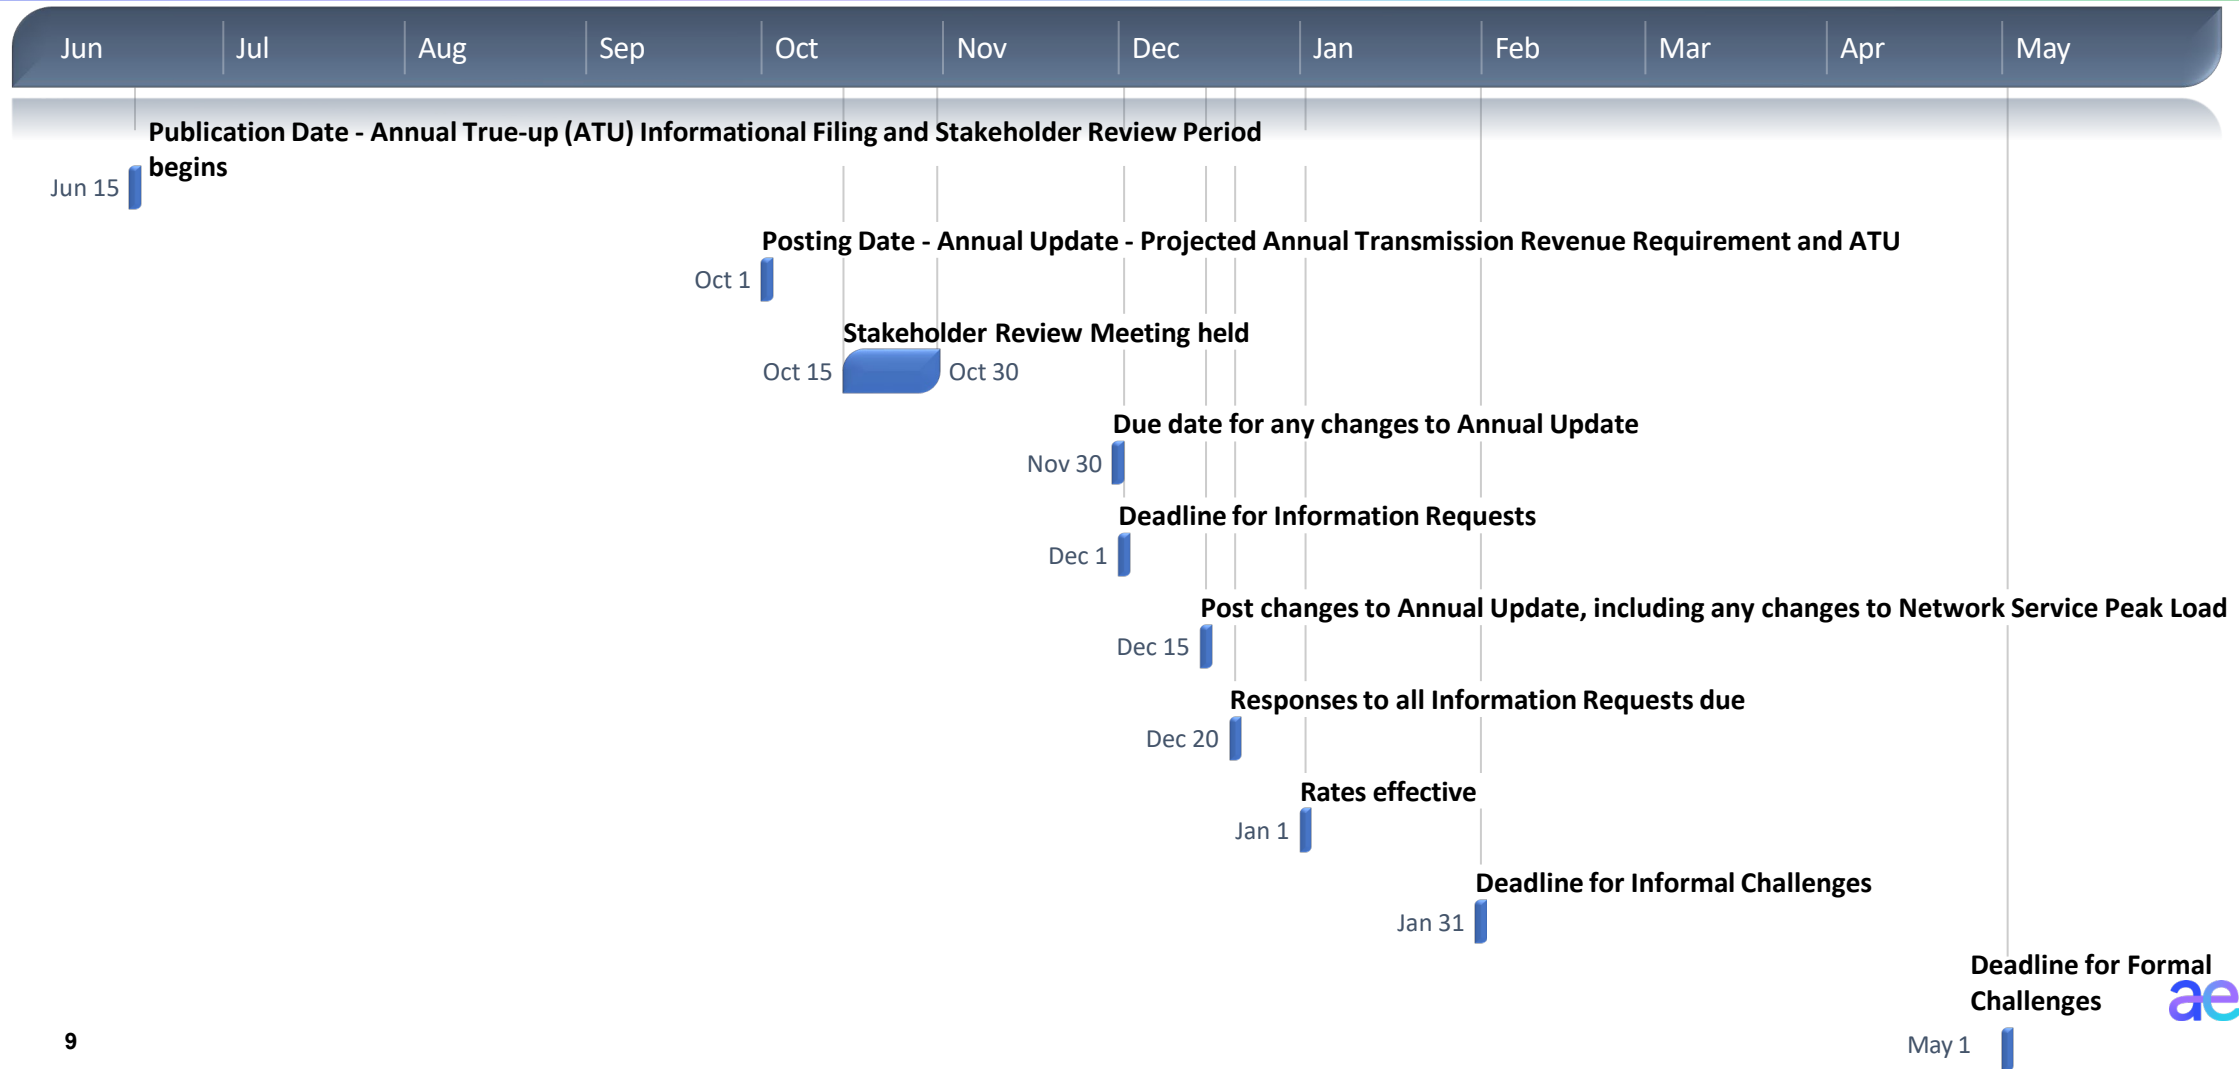 Jun Jul Aug Sep Oct Nov Dec Jan Feb Mar Apr May
Publication Date - Annual True-up (ATU) Informational Filing and Stakeholder Review Period
begins
Jun 15
Posting Date - Annual Update - Projected Annual Transmission Revenue Requirement and ATU
Oct 1
Stakeholder Review Meeting held
Oct 15 Oct 30
Due date for any changes to Annual Update
Nov 30
Deadline for Information Requests
Dec 1
Post changes to Annual Update, including any changes to Network Service Peak Load
Dec 15
Responses to all Information Requests due
Dec 20
Rates effective
Jan 1
Deadline for Informal Challenges
Jan 31
Deadline for Formal
Challenges
ae
May 1
9